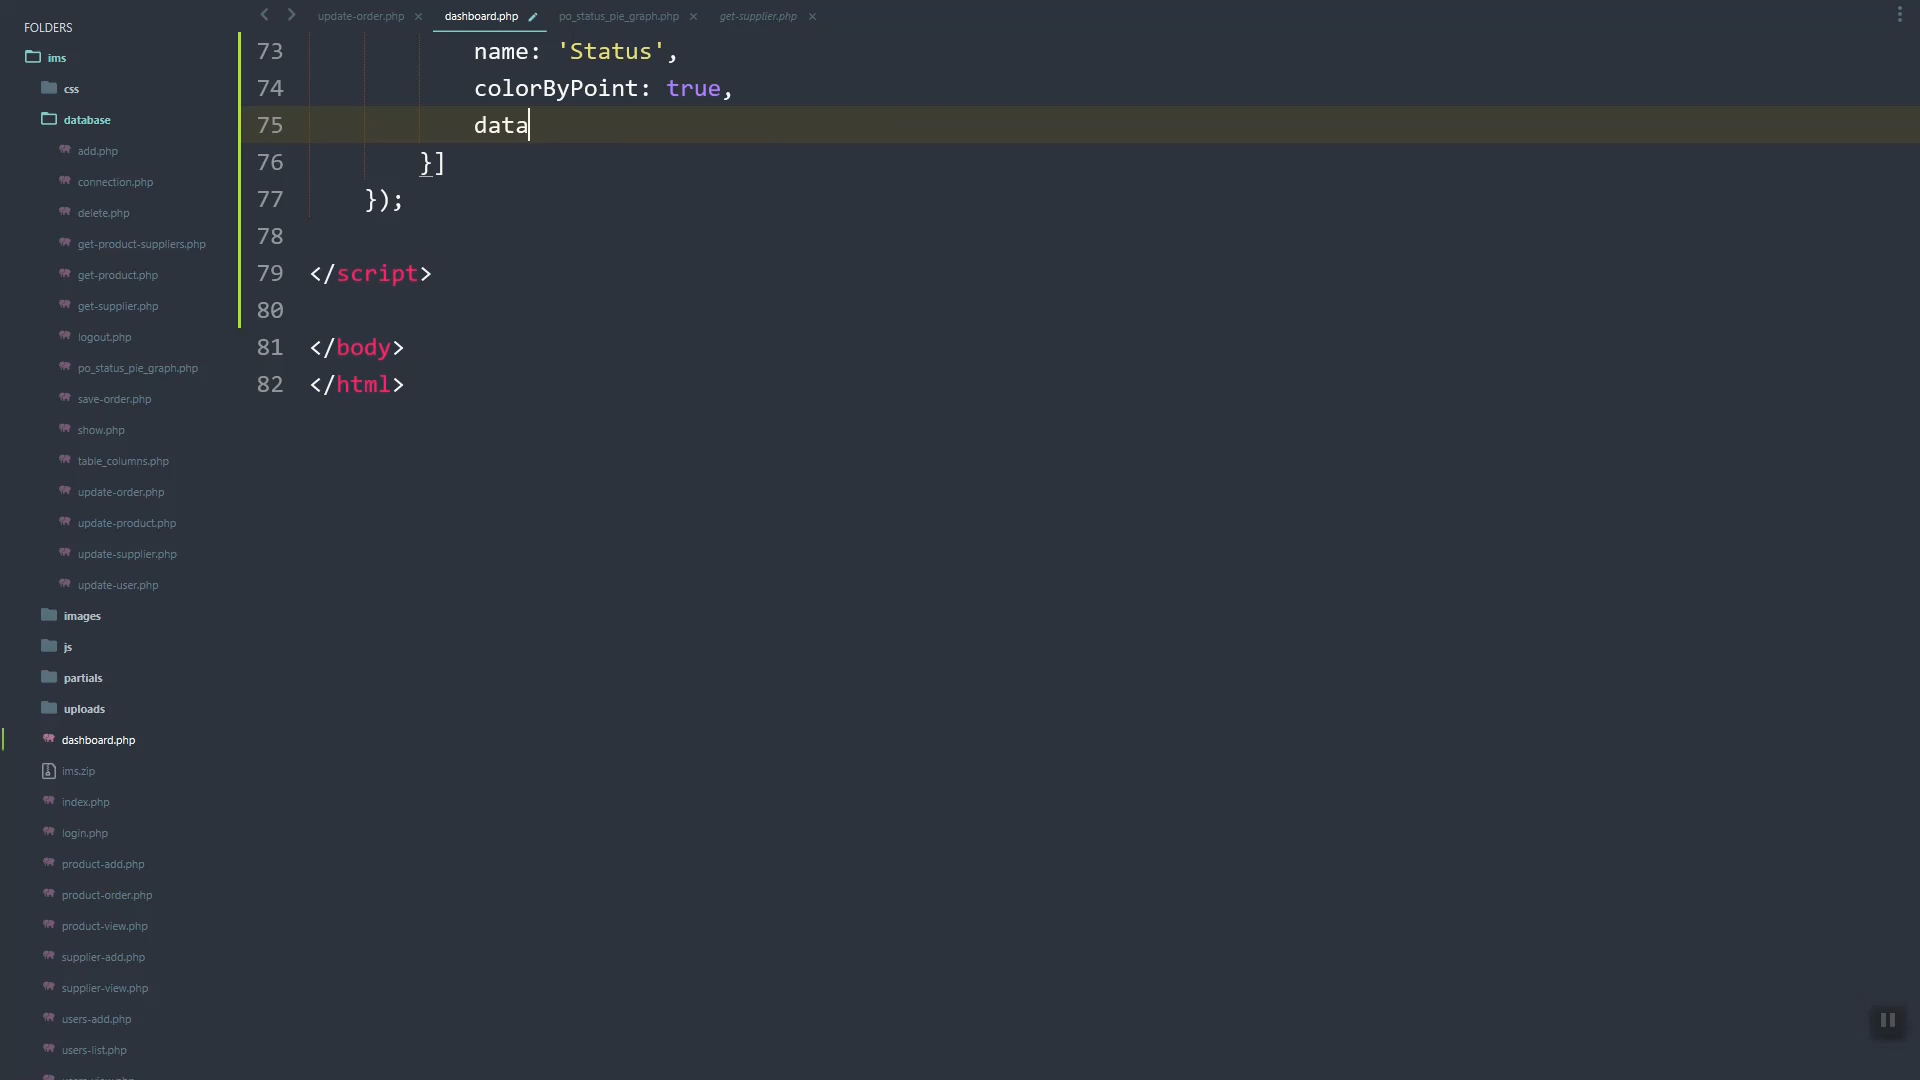 FOLDERS
ims
css
database
add.php
connection.php
delete.php
get-product-suppliers.php
get-product.php
get-supplier.php
logout.php
po_status_pie_graph.php
save-order.php
show.php
table_columns.php
update-order.php
update-product.php
update-supplier.php
update-user.php
images
js
partials
uploads
dashboard.php
ims.zip
index.php
login.php
product-add.php
product-order.php
product-view.php
supplier-add.php
supplier-view.php
users-add.php
users-list.php
update-order.php dashboard.php po_status_pie_graph.php get-supplier.php
73 name: 'Status',
74 colorByPoint: true,
75 data
76 }]
77 });
78
79 </script>
80
81 </body>
82 </html>